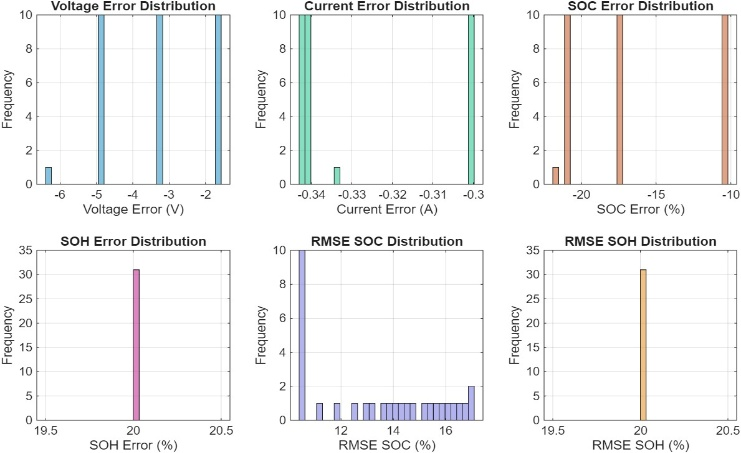 Voltage Error Distribution
10
8
6
4
2
0
Frequency
-6 -5 -4 -3 -2
Voltage Error (V)
Current Error Distribution
10
8
6
4
2
0
Frequency
-0.34 -0.33 -0.32 -0.31 -0.3
Current Error (A)
SOC Error Distribution
10
8
6
4
2
0
Frequency
-20 -15 -10
SOC Error (%)
SOH Error Distribution
35
30
25
20
15
10
5
0
Frequency
19.5 20 20.5
SOH Error (%)
RMSE SOC Distribution
10
8
6
4
2
0
Frequency
12 14 16
RMSE SOC (%)
RMSE SOH Distribution
35
30
25
20
15
10
5
0
Frequency
19.5 20 20.5
RMSE SOH (%)